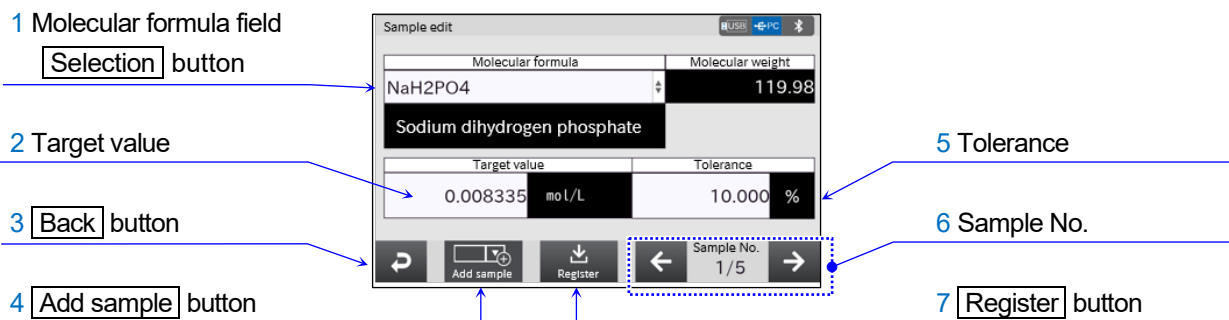 1 Molecular formula field
Selection button
2 Target value
3 Back button
4 Add sample button
Sample edit
USB PC
Molecular formula Molecular weight
NaH2PO4 119.98
Sodium dihydrogen phosphate
Target value Tolerance
0.008335 mol/L 10.000 %
Add sample Register Sample No.
1/5
5 Tolerance
6 Sample No.
7 Register button